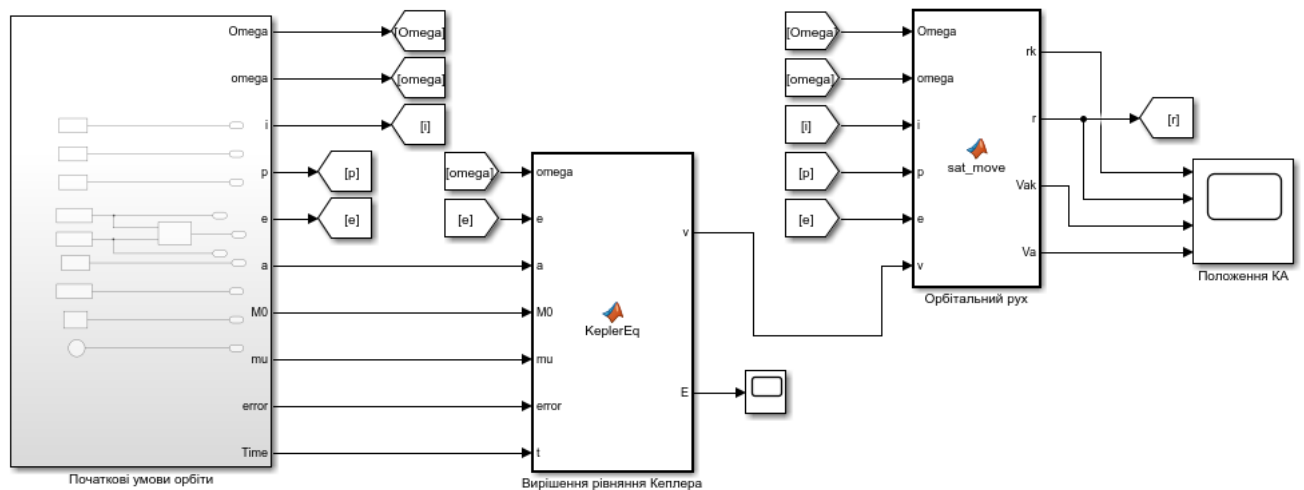 Omega
omega
i
p
e
a
M0
mu
error
Time
Початкові умови орбіти
[Omega]
[omega]
[i]
[p]
[e]
[omega]
[e]
omega
e
a
M0
mu
error
t
KeplerEq
v
E
Вирішення рівняння Кеплера
[Omega]
[omega]
[i]
[p]
[e]
Omega
omega
i
p
e
v
sat_move
rk
r
Vak
Va
Орбітальний рух
[r]
Положення КА